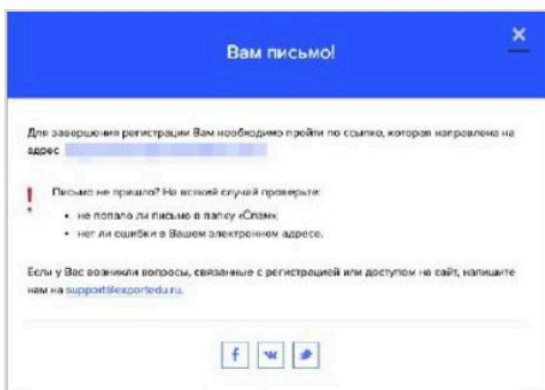 Вам письмо!
Для завершения регистрации Вам необходимо пройти по ссылке, которая направлена на
адрес
! Письмо не пришло? На всякий случай проверьте:
• не попало ли письмо в папку «Спам»;
• нет ли ошибки в Вашем электронном адресе.
Если у Вас возникли вопросы, связанные с регистрацией или доступом на сайт, напишите
нам на support@exportedu.ru.